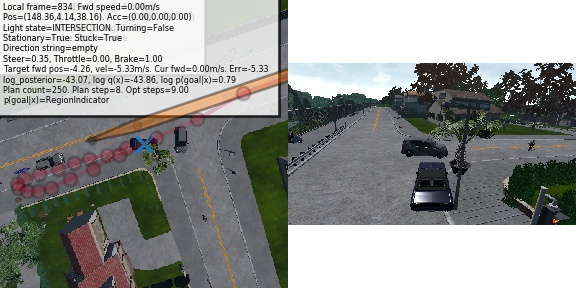 Local frame=834. Fwd speed=0.00m/s
Pos=(148.36,4.14,38.16). Acc=(0.00,0.00,0.00)
Light state=INTERSECTION. Turning=False
Stationary=True. Stuck=True
Direction string=empty
Steer=0.35, Throttle=0.00, Brake=1.00
Target fwd pos=-4.26, vel=-5.33m/s. Cur fwd=0.00m/s. Err=-5.33
log_posterior=-43.07, log q(x)=-43.86, log p(goal|x)=0.79
Plan count=250. Plan step=8. Opt steps=9.00
p(goal|x)=RegionIndicator